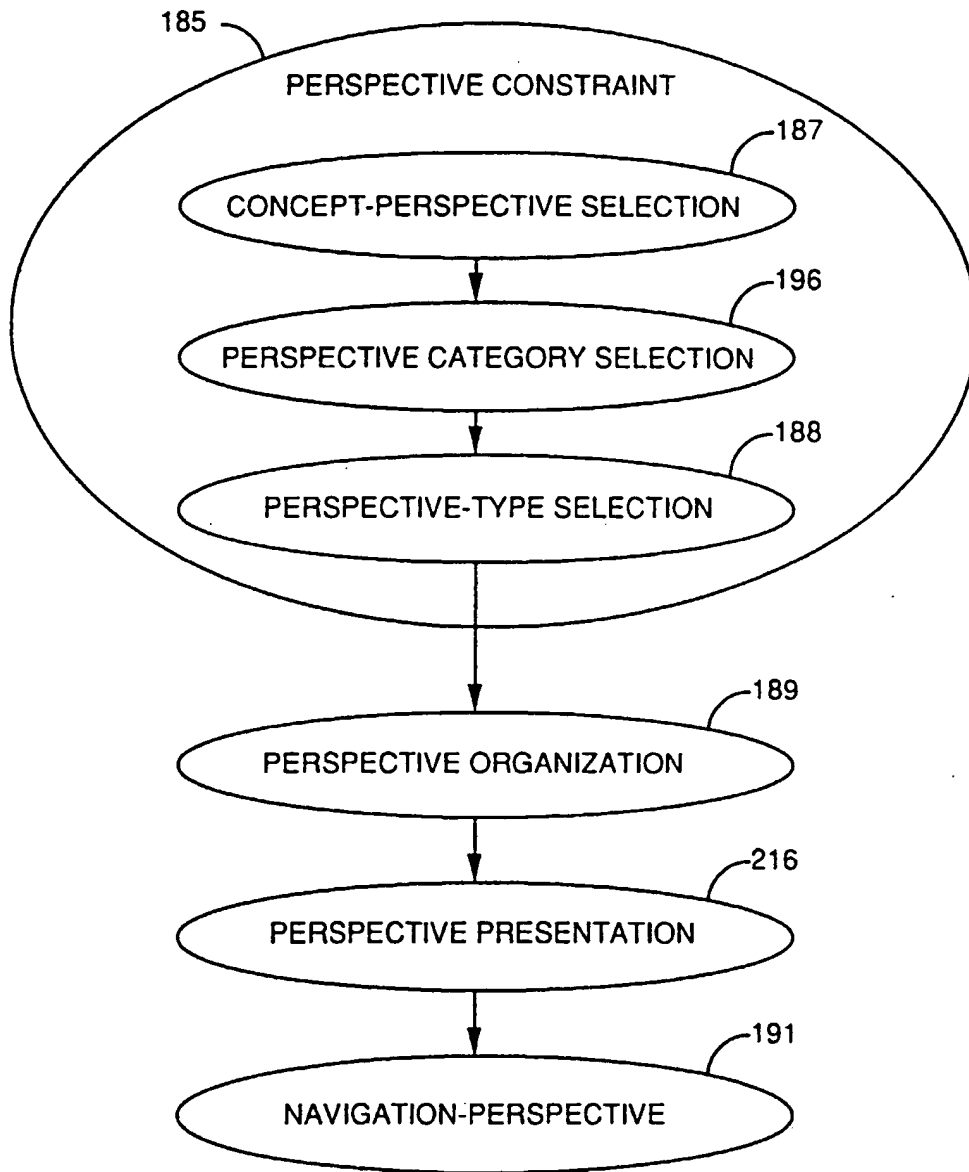 185
PERSPECTIVE CONSTRAINT
187
CONCEPT-PERSPECTIVE SELECTION
196
PERSPECTIVE CATEGORY SELECTION
188
PERSPECTIVE-TYPE SELECTION
189
PERSPECTIVE ORGANIZATION
216
PERSPECTIVE PRESENTATION
191
NAVIGATION-PERSPECTIVE